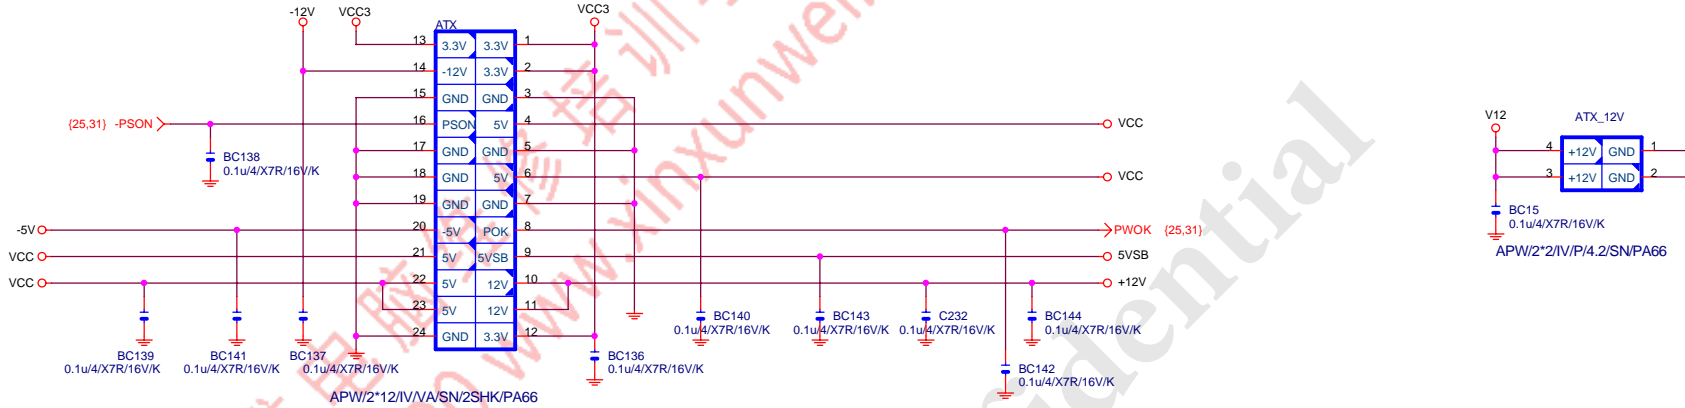 -12V
VCC3
VCC3
ATX
13 3.3V 3.3V 1
14 -12V 3.3V 2
15 GND GND 3
{25,31} -PSON 16 PSON 5V 4 VCC
17 GND GND 5
18 GND 5V 6 VCC
19 GND GND 7
-5V 20 -5V POK 8 PWOK {25,31}
VCC 21 5V 5VSB 9 5VSB
VCC 22 5V 12V 10 +12V
23 5V 12V 11
24 GND 3.3V 12
BC138
0.1u/4/X7R/16V/K
BC139
0.1u/4/X7R/16V/K
BC141
0.1u/4/X7R/16V/K
BC137
0.1u/4/X7R/16V/K
BC136
0.1u/4/X7R/16V/K
BC140
0.1u/4/X7R/16V/K
BC143
0.1u/4/X7R/16V/K
C232
0.1u/4/X7R/16V/K
BC144
0.1u/4/X7R/16V/K
BC142
0.1u/4/X7R/16V/K
APW/2*12/IV/VA/SN/2SHK/PA66
V12
ATX_12V
4 +12V GND 1
3 +12V GND 2
BC15
0.1u/4/X7R/16V/K
APW/2*2/IV/P/4.2/SN/PA66
电脑维修培训
www.xinxunwei
fidential